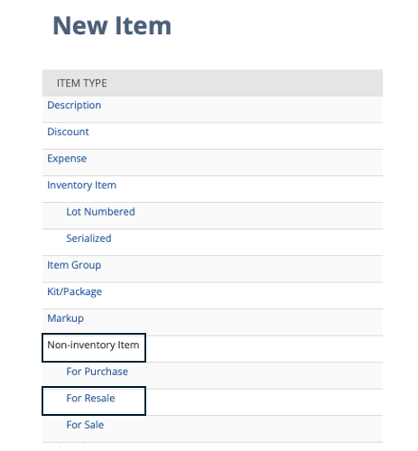 New Item
ITEM TYPE
Description
Discount
Expense
Inventory Item
Lot Numbered
Serialized
Item Group
Kit/Package
Markup
Non-inventory Item
For Purchase
For Resale
For Sale